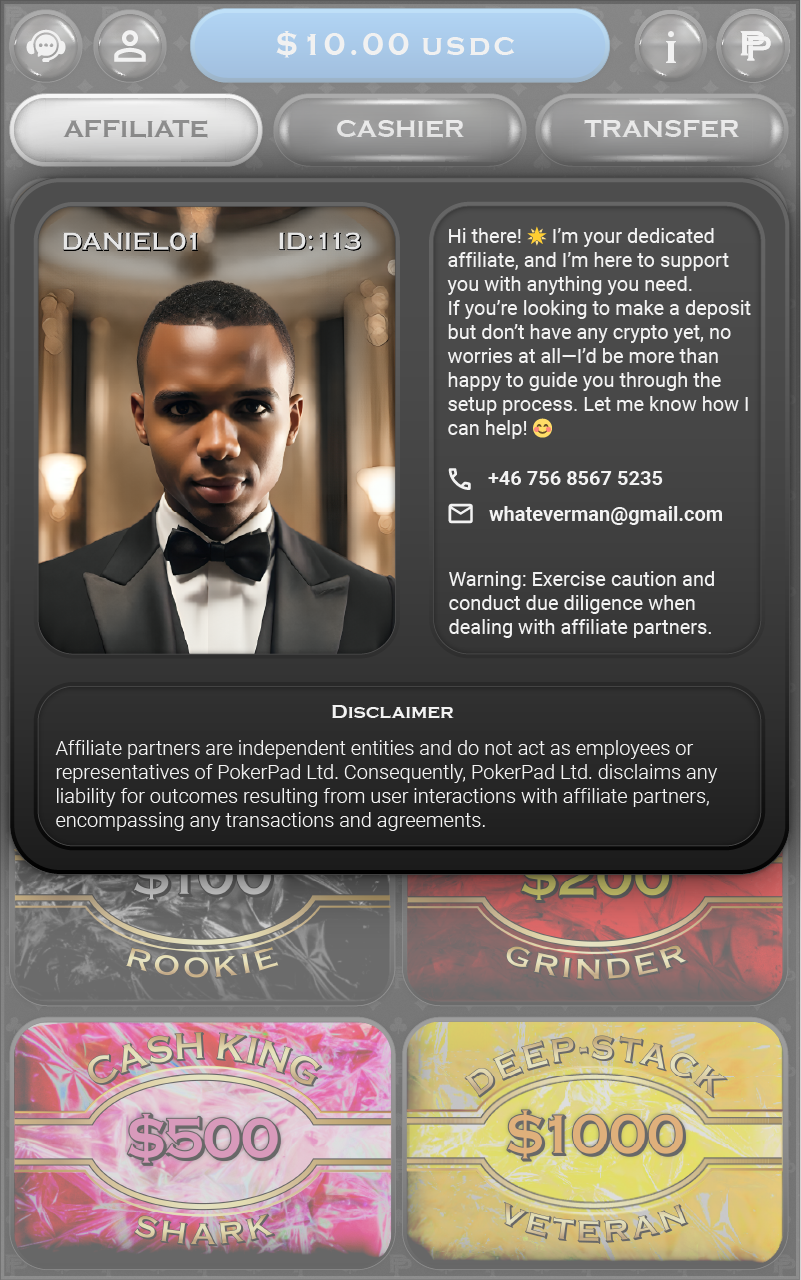 $10.00 USDC
i
AFFILIATE
CASHIER
TRANSFER
DANIEL01
ID:113
Hi there! 🌟 I’m your dedicated
affiliate, and I’m here to support
you with anything you need.
If you’re looking to make a deposit
but don’t have any crypto yet, no
worries at all—I’d be more than
happy to guide you through the
setup process. Let me know how I
can help! 😊
+46 756 8567 5235
whateverman@gmail.com
Warning: Exercise caution and
conduct due diligence when
dealing with affiliate partners.
Disclaimer
Affiliate partners are independent entities and do not act as employees or
representatives of PokerPad Ltd. Consequently, PokerPad Ltd. disclaims any
liability for outcomes resulting from user interactions with affiliate partners,
encompassing any transactions and agreements.
$100
ROOKIE
$200
GRINDER
CASH KING
$500
SHARK
DEEP-STACK
$1000
VETERAN